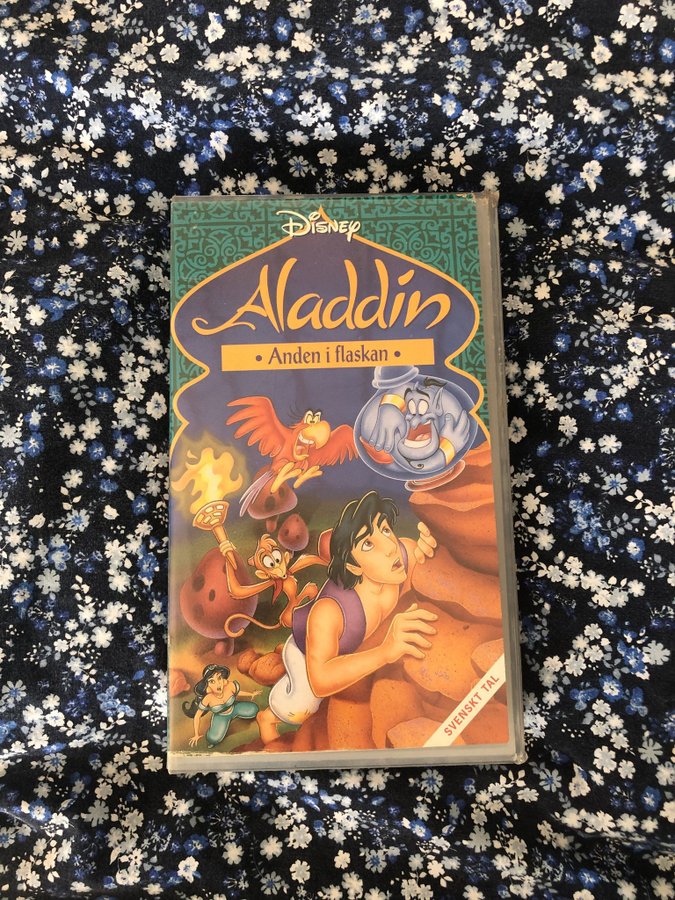 Disney
Aladdin
• Anden i flaskan •
SVENSKT TAL